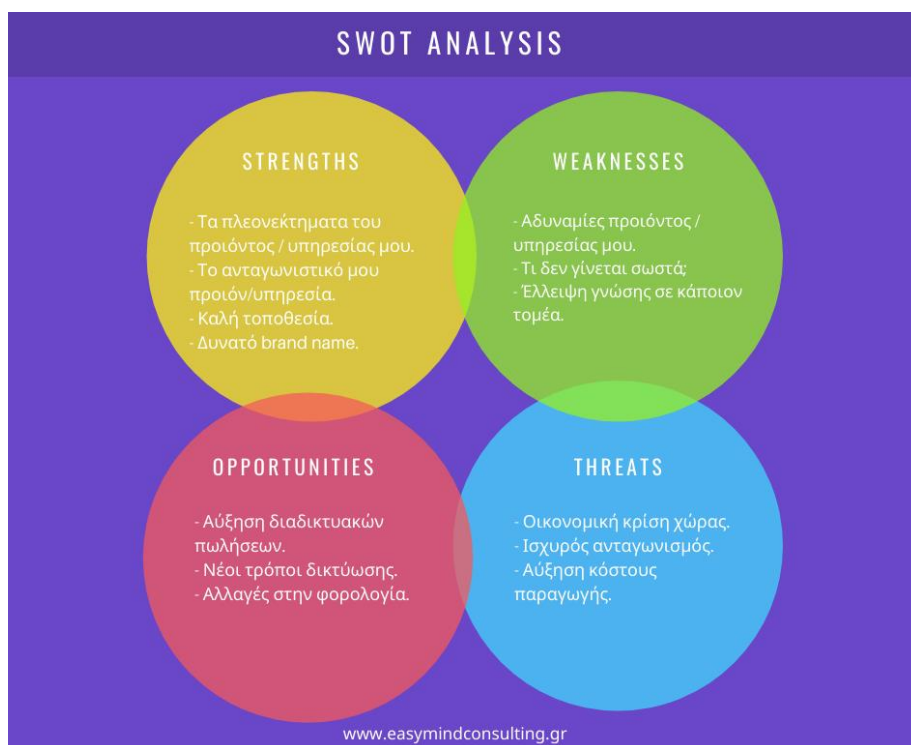 SWOT ANALYSIS
STRENGTHS
- Τα πλεονεκτηματα του
προιόντος / υπηρεσίας μου.
- Το ανταγωνιστικό μου
προιόν/υπηρεσία.
- Καλή τοποθεσία.
- Δυνατό brand name.
WEAKNESSES
- Αδυναμίες προιόντος /
υπηρεσίας μου.
- Τι δεν γίνεται σωστά;
- Έλλειψη γνώσης σε κάποιον
τομέα.
OPPORTUNITIES
- Αύξηση διαδικτυακών
πωλήσεων.
- Νέοι τρόποι δικτύωσης.
- Αλλαγές στην φορολογία.
THREATS
- Οικονομική κρίση χώρας.
- Ισχυρός ανταγωνισμός.
- Αύξηση κόστους
παραγωγής.
www.easymindconsulting.gr